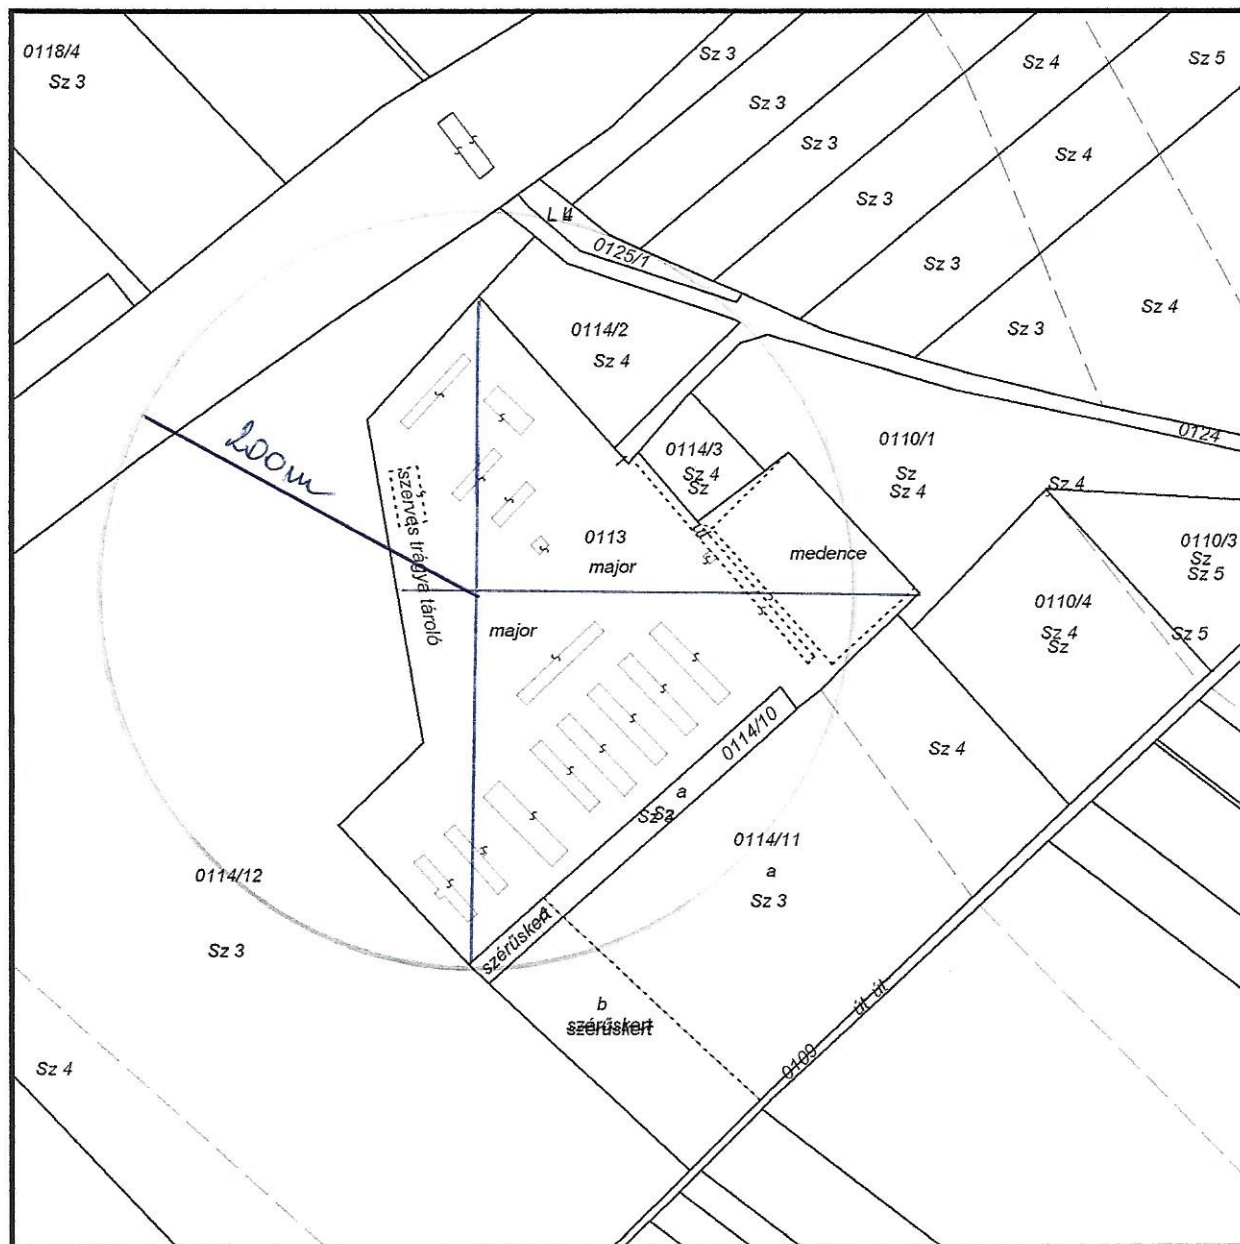 0118/4
Sz 3
Sz 3
Sz 4
Sz 5
Sz 3
Sz 3
Sz 4
Sz 3
0125/1
Sz 3
Sz 4
Sz 3
0114/2
Sz 4
0124
200m
0114/3
Sz 4
Sz
0110/1
Sz
Sz 4
Sz 4
szerves trágya tároló
0113
major
út
medence
0110/3
Sz
Sz 5
0110/4
Sz 4
Sz
Sz 5
major
0114/10
a
Sz 2
Sz 4
0114/11
a
Sz 3
0114/12
Sz 3
szérűskert
b
szérűskert
út út
0109
Sz 4